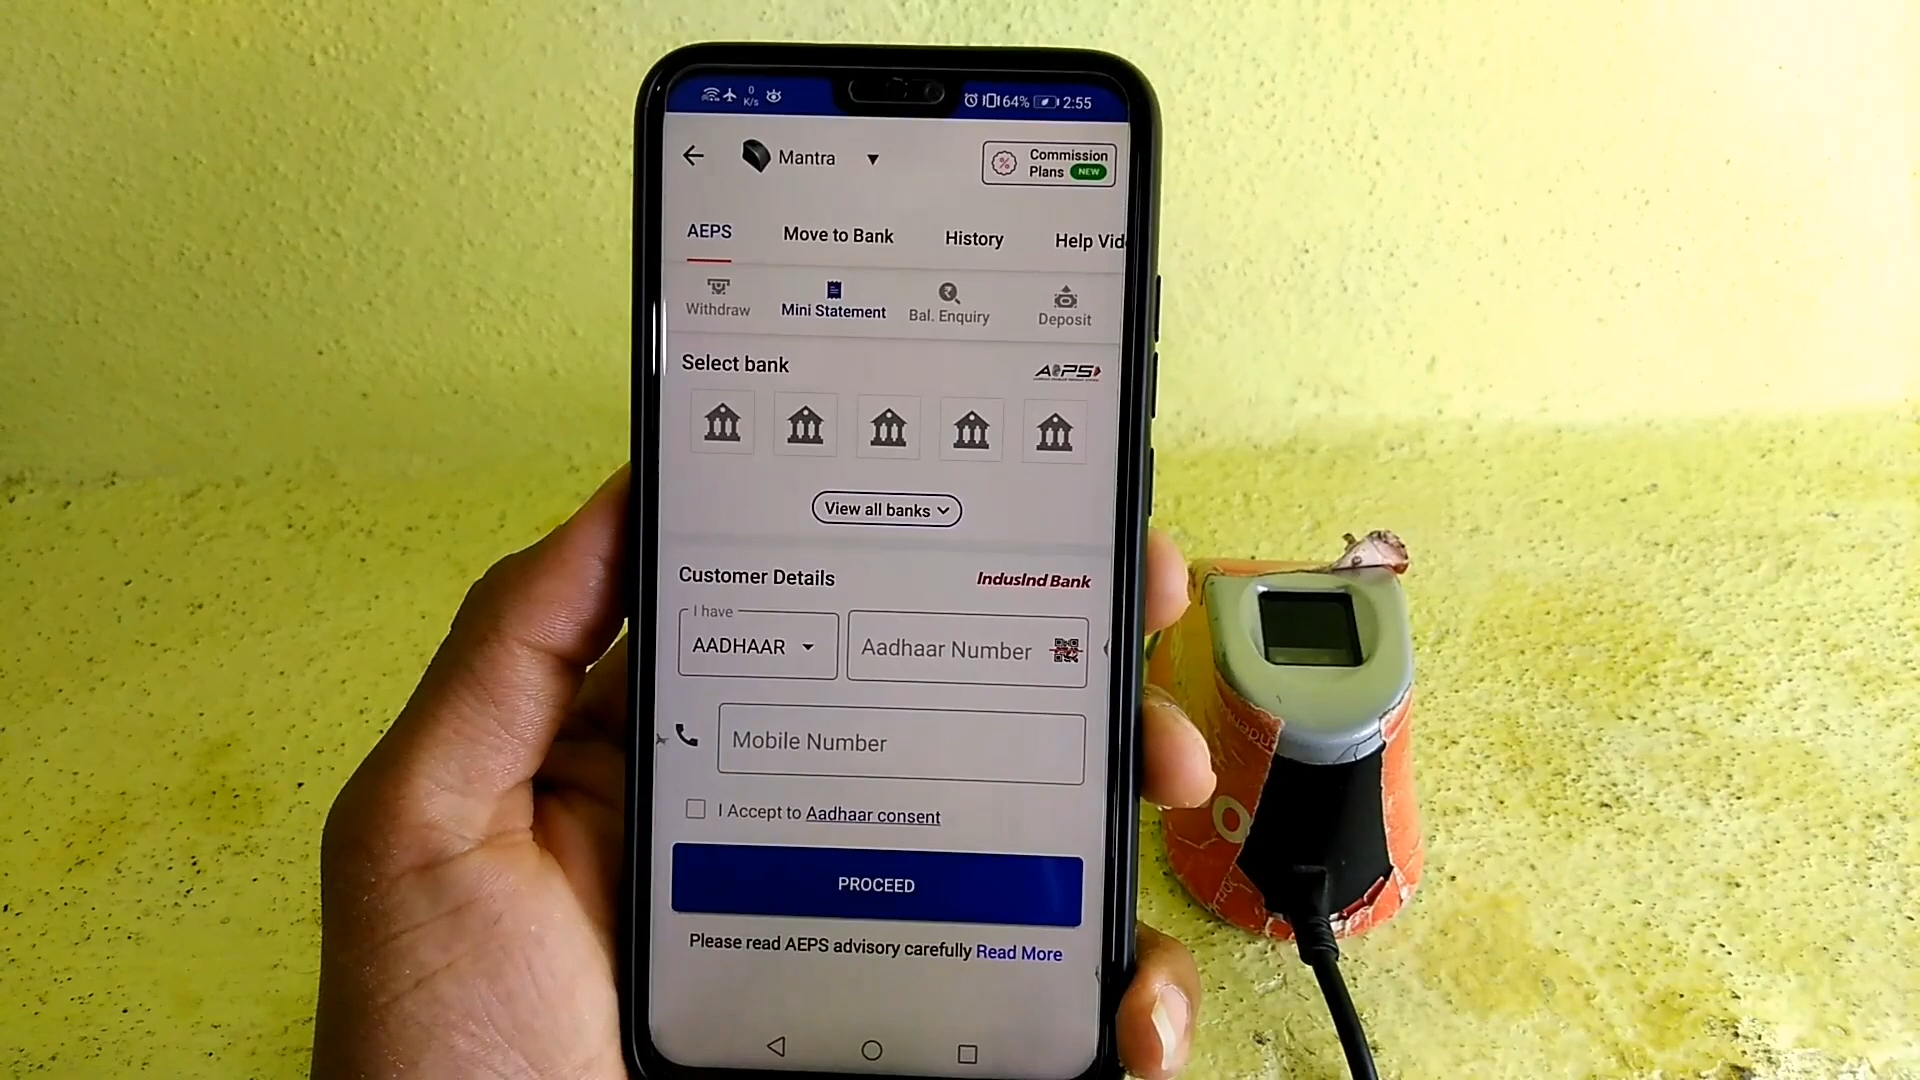 0
K/s
64%
2:55
Mantra
Commission
Plans NEW
AEPS
Move to Bank
History
Help Vid
Withdraw
Mini Statement
Bal. Enquiry
Deposit
Select bank
AEPS
View all banks
Customer Details
IndusInd Bank
I have
AADHAAR
Aadhaar Number
Mobile Number
I Accept to Aadhaar consent
PROCEED
Please read AEPS advisory carefully Read More